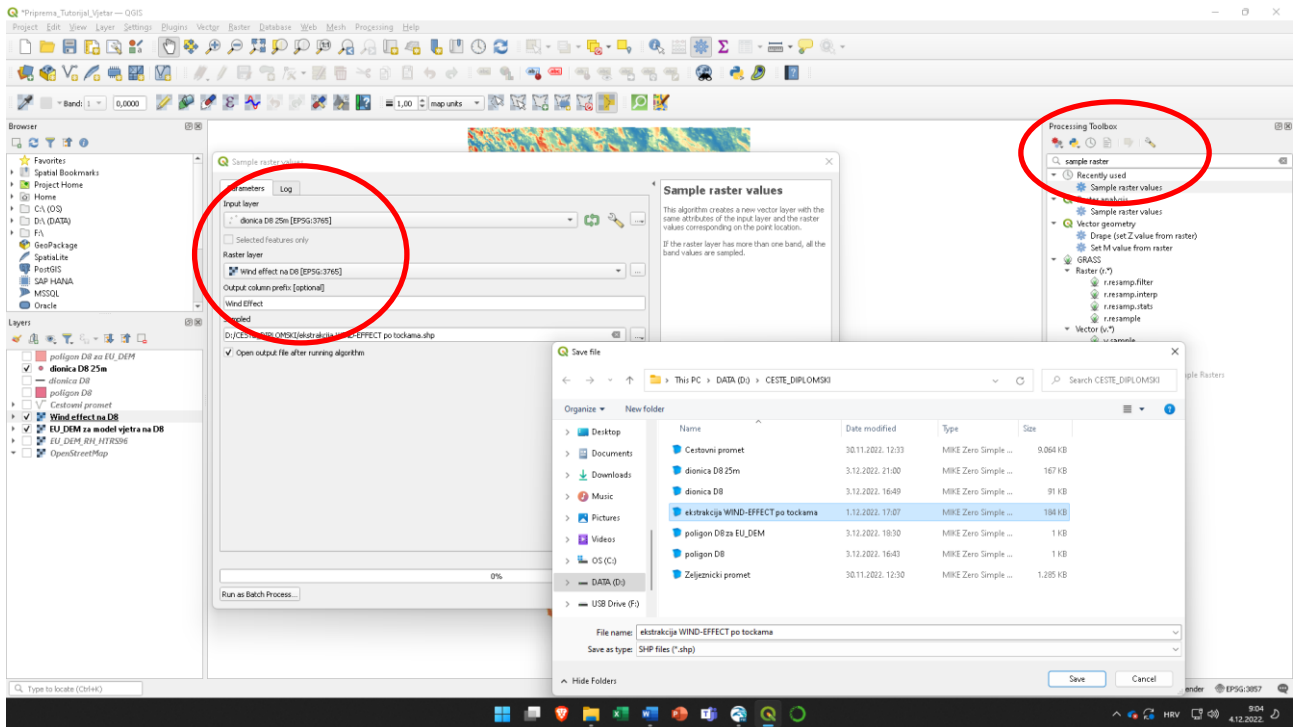 *Priprema_Tutorijal_Vjetar — QGIS
Project Edit View Layer Settings Plugins Vector Raster Database Web Mesh Processing Help
Band: 1 0,0000 1,00 map units
Browser
Favorites
Spatial Bookmarks
Project Home
Home
C:\ (OS)
D:\ (DATA)
F:\
GeoPackage
SpatiaLite
PostGIS
SAP HANA
MSSQL
Oracle
Layers
poligon D8 za EU_DEM
dionica D8 25m
dionica D8
poligon D8
Cestovni promet
Wind effect na D8
EU_DEM za model vjetra na D8
EU_DEM_RH_HTRS96
OpenStreetMap
Type to locate (Ctrl+K)
Sample raster values
Parameters Log
Input layer
dionica D8 25m [EPSG:3765]
Selected features only
Raster layer
Wind effect na D8 [EPSG:3765]
Output column prefix [optional]
Wind Effect
Sampled
D:/CESTE_DIPLOMSKI/ekstrakcija WIND-EFFECT po tockama.shp
Open output file after running algorithm
0%
Run as Batch Process...
Sample raster values
This algorithm creates a new vector layer with the
same attributes of the input layer and the raster
values corresponding on the point location.
If the raster layer has more than one band, all the
band values are sampled.
Save file
This PC > DATA (D:) > CESTE_DIPLOMSKI
Search CESTE_DIPLOMSKI
Organize New folder
Desktop
Documents
Downloads
Music
Pictures
Videos
OS (C:)
DATA (D:)
USB Drive (F:)
Name Date modified Type Size
Cestovni promet 30.11.2022. 12:33 MIKE Zero Simple ... 9.064 KB
dionica D8 25m 3.12.2022. 21:00 MIKE Zero Simple ... 167 KB
dionica D8 3.12.2022. 16:49 MIKE Zero Simple ... 91 KB
ekstrakcija WIND-EFFECT po tockama 1.12.2022. 17:07 MIKE Zero Simple ... 184 KB
poligon D8 za EU_DEM 3.12.2022. 18:30 MIKE Zero Simple ... 1 KB
poligon D8 3.12.2022. 16:43 MIKE Zero Simple ... 1 KB
Zeljeznicki promet 30.11.2022. 12:30 MIKE Zero Simple ... 1.285 KB
File name: ekstrakcija WIND-EFFECT po tockama
Save as type: SHP files (*.shp)
Hide Folders
Save Cancel
Processing Toolbox
sample raster
Recently used
Sample raster values
Raster analysis
Sample raster values
Vector geometry
Drape (set Z value from raster)
Set M value from raster
GRASS
Raster (r.*)
r.resamp.filter
r.resamp.interp
r.resamp.stats
r.resample
Vector (v.*)
v.sample
Rasters
EPSG:3857
HRV
9:04
4.12.2022.